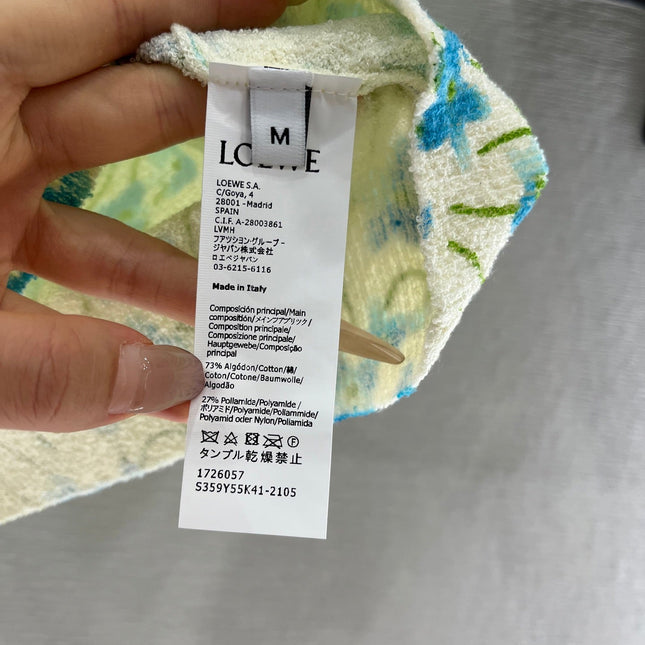 M
LOEWE
LOEWE S.A.
C/Goya, 4
28001 - Madrid
SPAIN
C.I.F. A-28003861
LVMH
ファッション・グループ -
ジャパン株式会社
ロエベジャパン
03-6215-6116
Made in Italy
Composición principal/Main
composition/メインファブリック/
Composition principale/
Composizione principale/
Hauptgewebe/Composição
principal
73% Algódon/Cotton/綿/
Coton/Cotone/Baumwolle/
Algodão
27% Poliamida/Polyamide/
ポリアミド/Polyamide/Poliammide/
Polyamid oder Nylon/Poliamida
F
タンブル乾燥禁止
1726057
S359Y55K41-2105